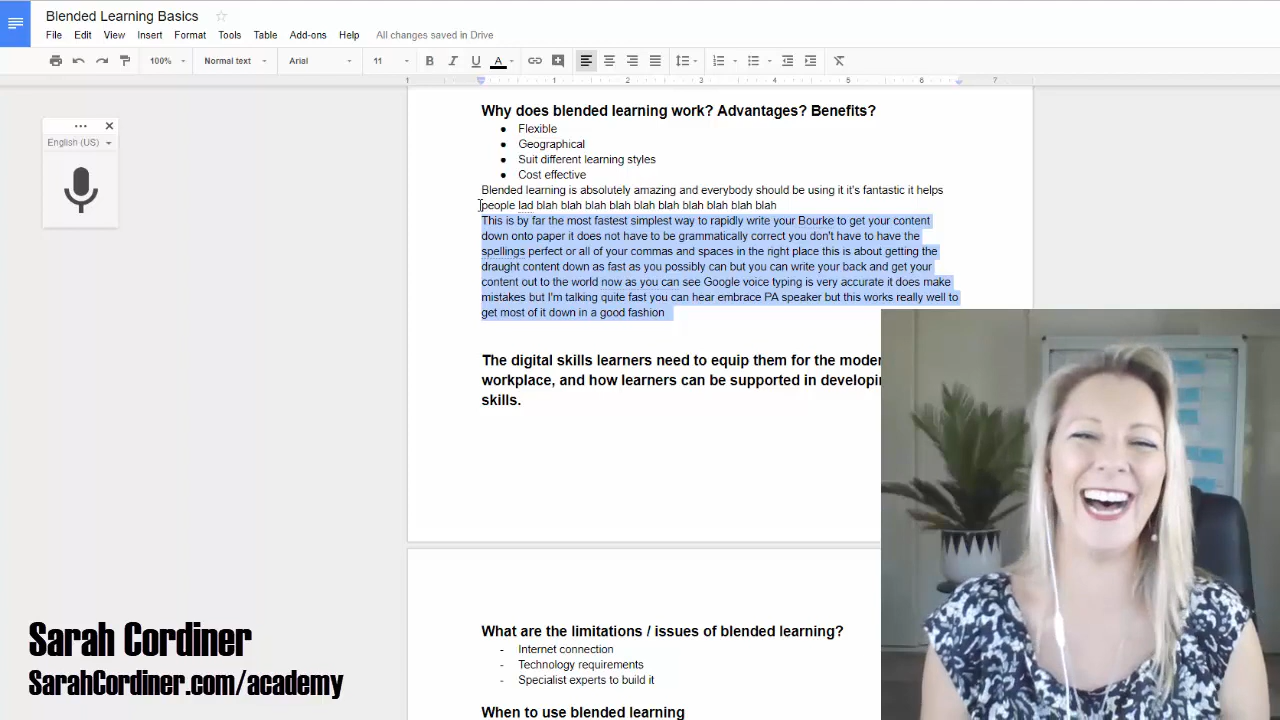 Blended Learning Basics
File Edit View Insert Format Tools Table Add-ons Help All changes saved in Drive
100% Normal text Arial 11 B I U A
1 1 2 3 4 5 6 7
English (US)
Why does blended learning work? Advantages? Benefits?
● Flexible
● Geographical
● Suit different learning styles
● Cost effective
Blended learning is absolutely amazing and everybody should be using it it's fantastic it helps
people lad blah blah blah blah blah blah blah blah blah blah
This is by far the most fastest simplest way to rapidly write your Bourke to get your content
down onto paper it does not have to be grammatically correct you don't have to have the
spellings perfect or all of your commas and spaces in the right place this is about getting the
draught content down as fast as you possibly can but you can write your back and get your
content out to the world now as you can see Google voice typing is very accurate it does make
mistakes but I'm talking quite fast you can hear embrace PA speaker but this works really well to
get most of it down in a good fashion
The digital skills learners need to equip them for the moder
workplace, and how learners can be supported in developi
skills.
What are the limitations / issues of blended learning?
- Internet connection
- Technology requirements
- Specialist experts to build it
When to use blended learning
Sarah Cordiner
SarahCordiner.com/academy